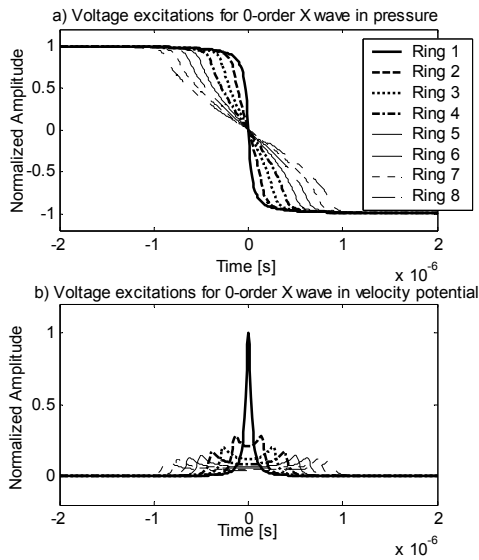 a) Voltage excitations for 0-order X wave in pressure
Normalized Amplitude
1
0.5
0
-0.5
-1
Ring 1
Ring 2
Ring 3
Ring 4
Ring 5
Ring 6
Ring 7
Ring 8
-2
-1
0
1
2
Time [s]
x 10^-6
b) Voltage excitations for 0-order X wave in velocity potential
Normalized Amplitude
1
0.5
0
-2
-1
0
1
2
Time [s]
x 10^-6